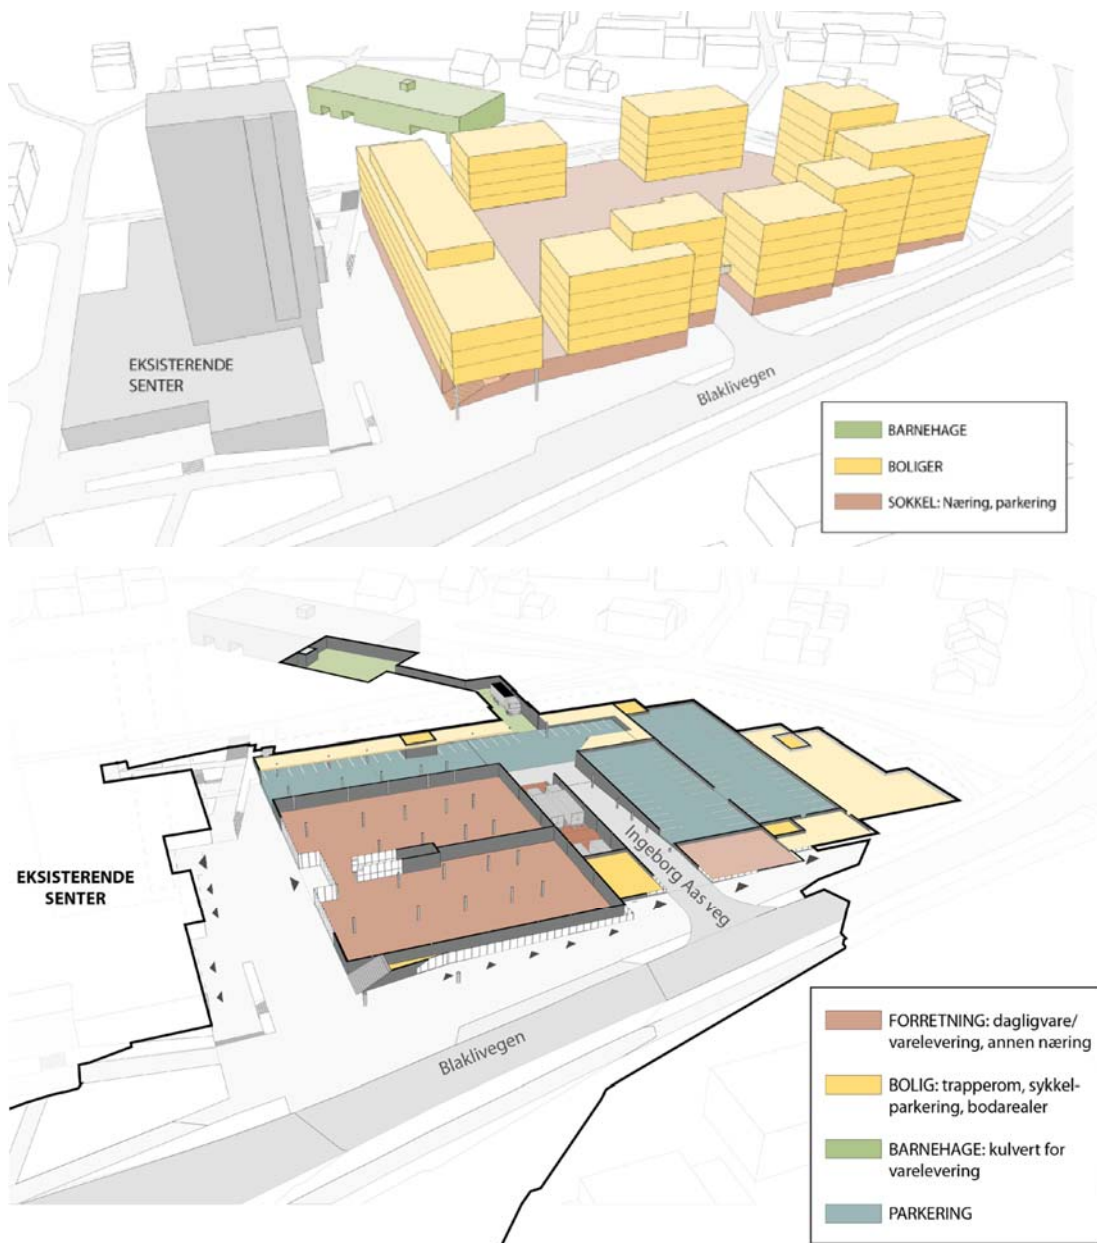 EKSISTERENDE
SENTER
Blaklivegen
BARNEHAGE
BOLIGER
SOKKEL: Næring, parkering
EKSISTERENDE
SENTER
Ingeborg Aas veg
Blaklivegen
FORRETNING: dagligvare/
varelevering, annen næring
BOLIG: trapperom, sykkel-
parkering, bodarealer
BARNEHAGE: kulvert for
varelevering
PARKERING